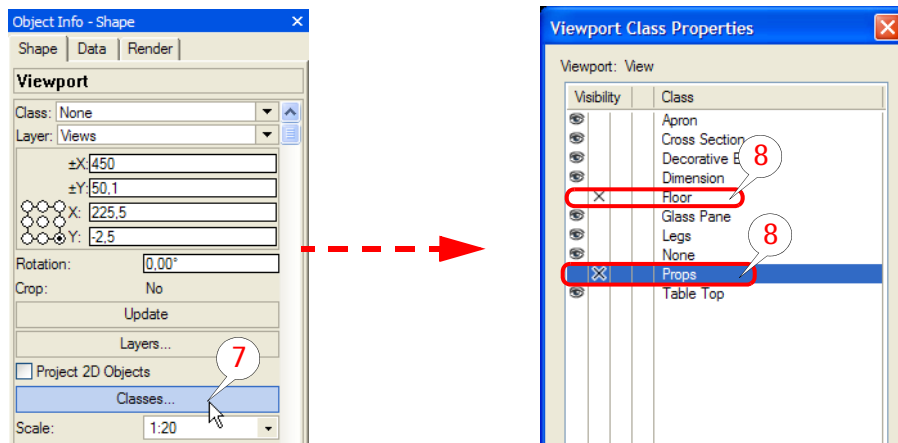 Object Info - Shape
Shape Data Render
Viewport
Class: None
Layer: Views
±X: 450
±Y: 50,1
X: 225,5
Y: -2,5
Rotation: 0,00°
Crop: No
Update
Layers...
Project 2D Objects
Classes...
Scale: 1:20
7
Viewport Class Properties
Viewport: View
Visibility Class
Apron
Cross Section
Decorative
Dimension
Floor
Glass Pane
Legs
None
Props
Table Top
8
8